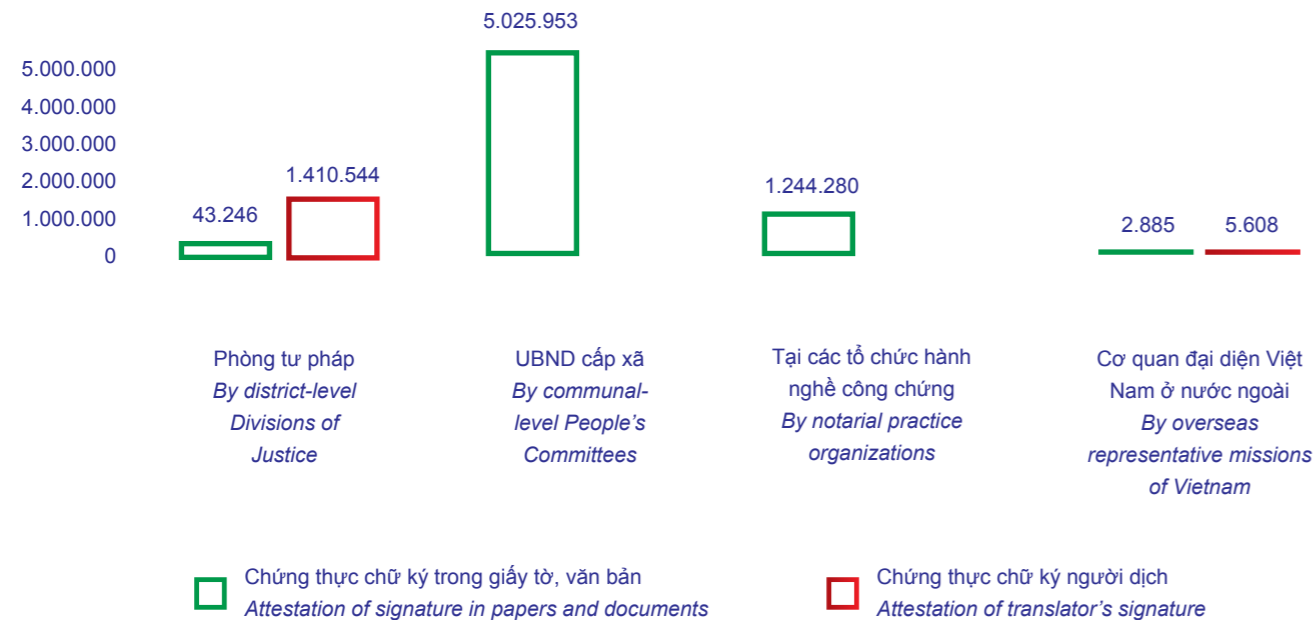 5.025.953
5.000.000
4.000.000
3.000.000
2.000.000
1.000.000
0
43.246
1.410.544
1.244.280
2.885
5.608
Phòng tư pháp
By district-level
Divisions of
Justice
UBND cấp xã
By communal-
level People’s
Committees
Tại các tổ chức hành
nghề công chứng
By notarial practice
organizations
Cơ quan đại diện Việt
Nam ở nước ngoài
By overseas
representative missions
of Vietnam
Chứng thực chữ ký trong giấy tờ, văn bản
Attestation of signature in papers and documents
Chứng thực chữ ký người dịch
Attestation of translator’s signature